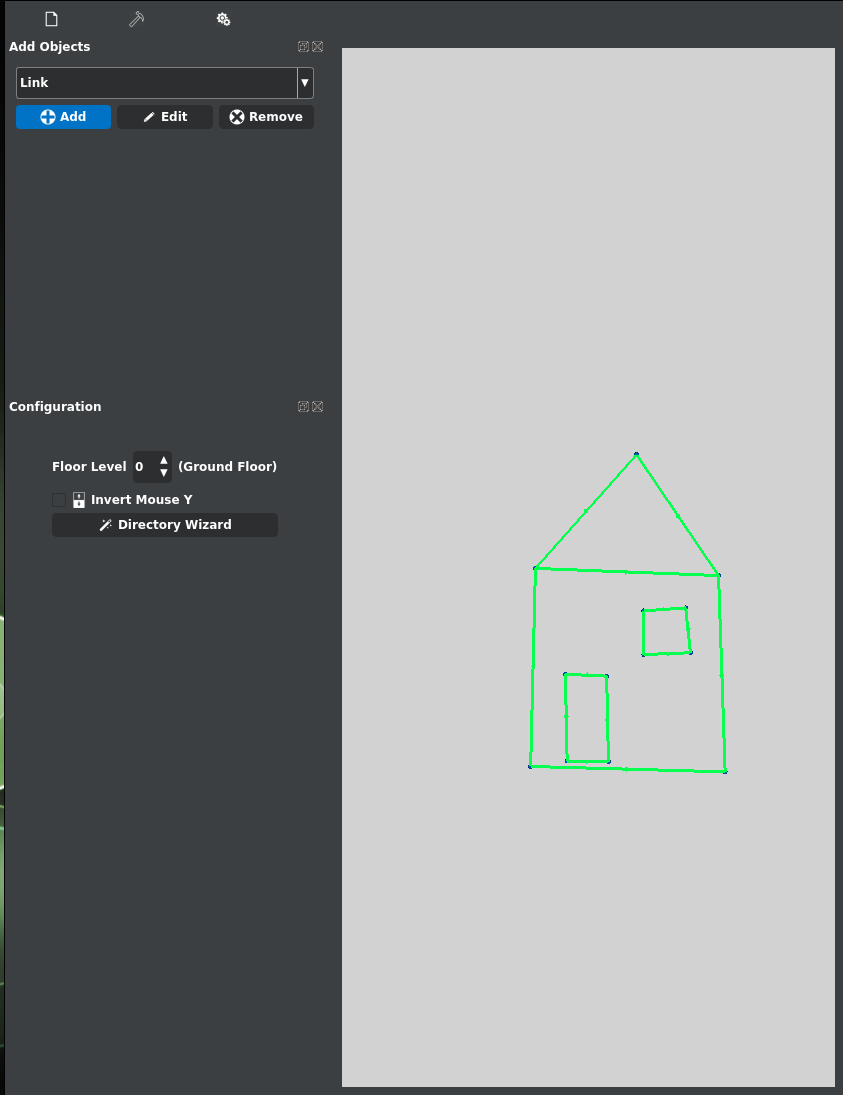 Add Objects
Link
Add Edit Remove
Configuration
Floor Level 0 (Ground Floor)
Invert Mouse Y
Directory Wizard